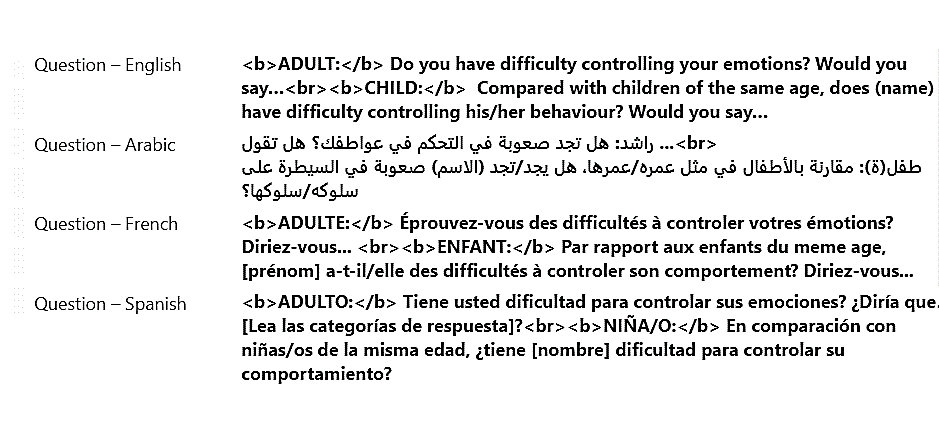 Question – English
<b>ADULT:</b> Do you have difficulty controlling your emotions? Would you
say...<br><b>CHILD:</b>  Compared with children of the same age, does (name)
have difficulty controlling his/her behaviour? Would you say...
Question – Arabic
راشد: هل تجد صعوبة في التحكم في عواطفك؟ هل تقول ...<br>
طفل(ة): مقارنة بالأطفال في مثل عمره/عمرها، هل يجد/تجد (الاسم) صعوبة في السيطرة على
سلوكه/سلوكها؟
Question – French
<b>ADULTE:</b> Éprouvez-vous des difficultés à controler votres émotions?
Diriez-vous... <br><b>ENFANT:</b> Par rapport aux enfants du meme age,
[prénom] a-t-il/elle des difficultés à controler son comportement? Diriez-vous...
Question – Spanish
<b>ADULTO:</b> Tiene usted dificultad para controlar sus emociones? ¿Diría que.
[Lea las categorías de respuesta]?<br><b>NIÑA/O:</b> En comparación con
niñas/os de la misma edad, ¿tiene [nombre] dificultad para controlar su
comportamiento?